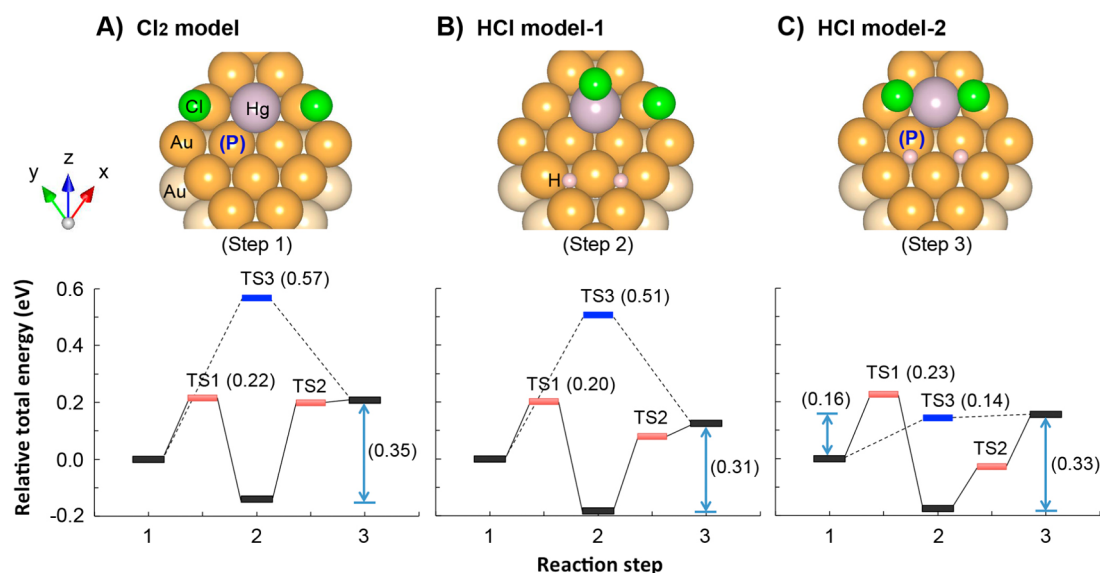 A) Cl2 model
B) HCl model-1
C) HCl model-2
Cl
Hg
Au
(P)
Au
z
y
x
H
(P)
(Step 1)
(Step 2)
(Step 3)
Relative total energy (eV)
0.6
0.4
0.2
0.0
-0.2
TS3 (0.57)
TS1 (0.22)
TS2
(0.35)
1 2 3
TS3 (0.51)
TS1 (0.20)
TS2
(0.31)
1 2 3
TS1 (0.23)
(0.16)
TS3 (0.14)
TS2
(0.33)
1 2 3
Reaction step